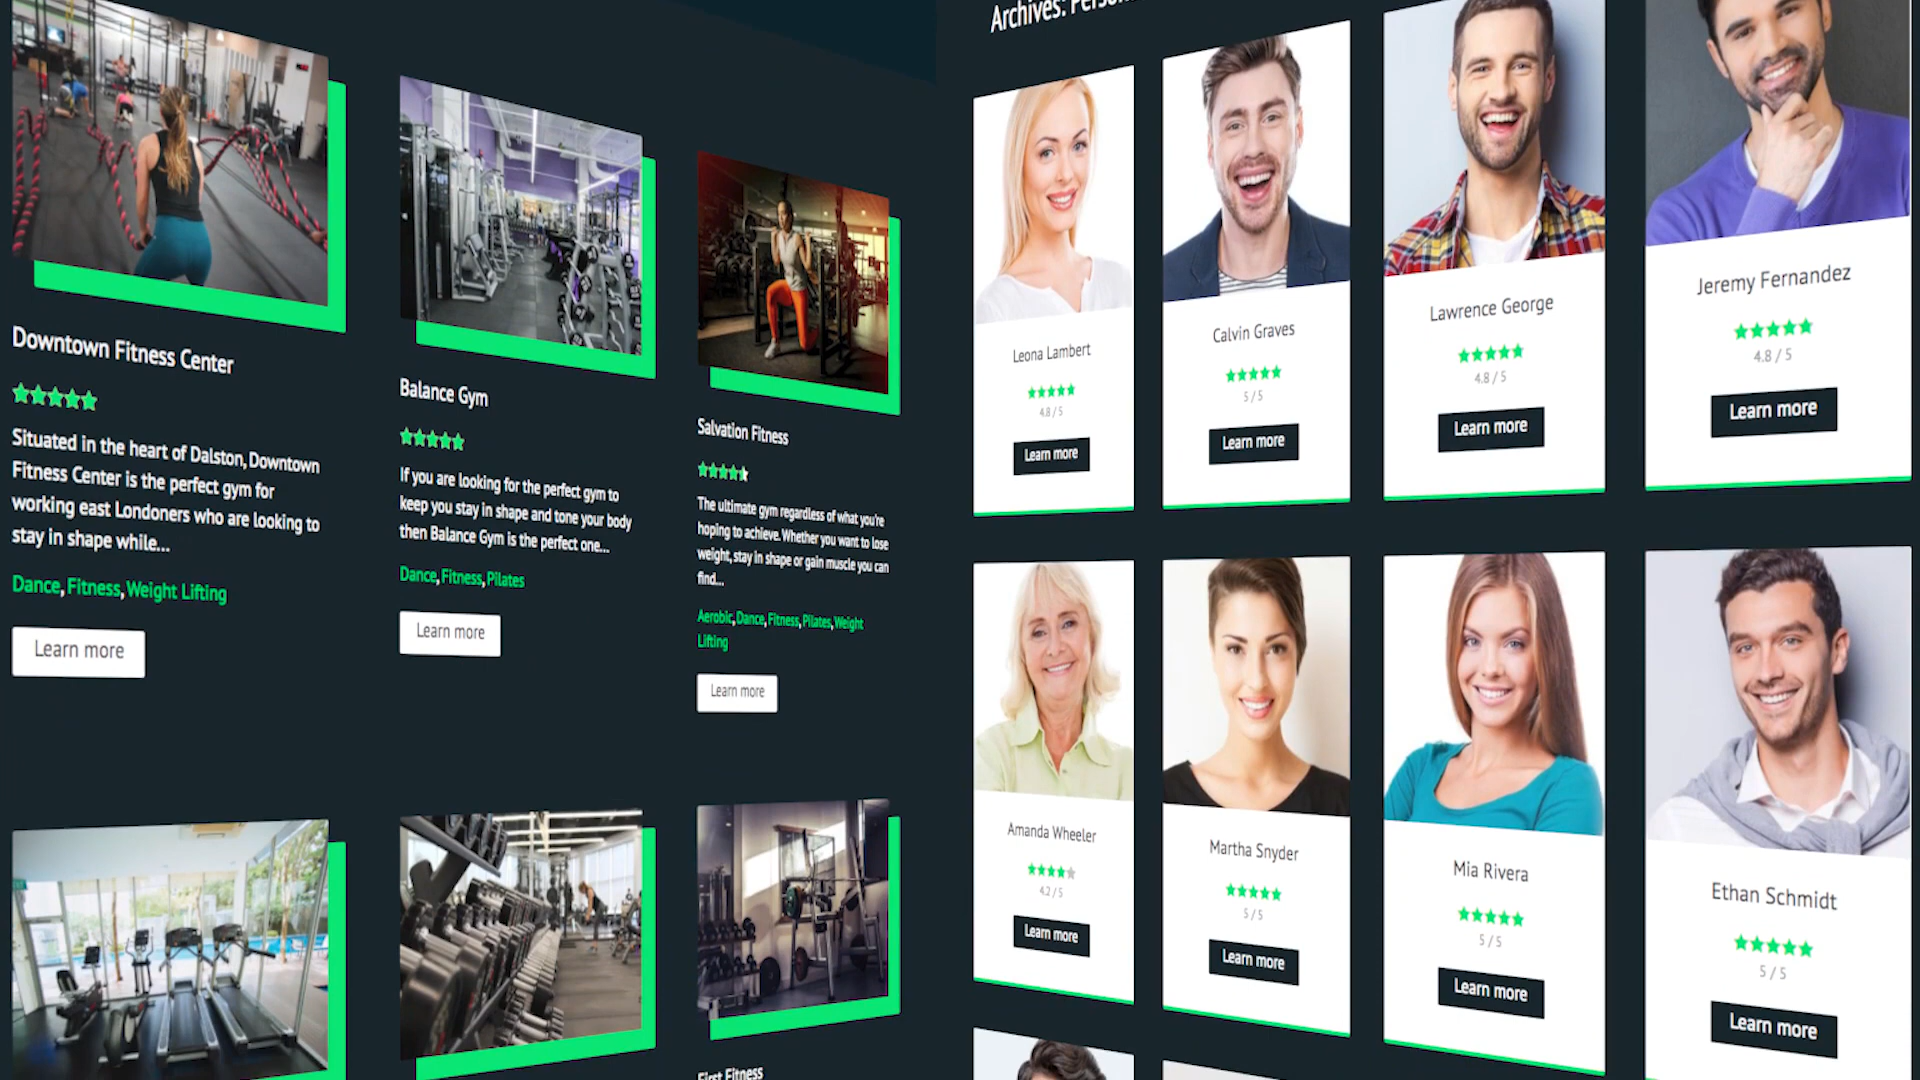 Downtown Fitness Center
Situated in the heart of Dalston, Downtown
Fitness Center is the perfect gym for
working east Londoners who are looking to
stay in shape while...
Dance, Fitness, Weight Lifting
Learn more
Balance Gym
If you are looking for the perfect gym to
keep you stay in shape and tone your body
then Balance Gym is the perfect one...
Dance, Fitness, Pilates
Learn more
Salvation Fitness
The ultimate gym regardless of what you're
hoping to achieve. Whether you want to lose
weight, stay in shape or gain muscle you can
find...
Aerobic, Dance, Fitness, Pilates, Weight
Lifting
Learn more
First Fitness
Archives:
Leona Lambert
4.8 / 5
Learn more
Calvin Graves
5 / 5
Learn more
Lawrence George
4.8 / 5
Learn more
Jeremy Fernandez
4.8 / 5
Learn more
Amanda Wheeler
4.2 / 5
Learn more
Martha Snyder
5 / 5
Learn more
Mia Rivera
5 / 5
Learn more
Ethan Schmidt
5 / 5
Learn more